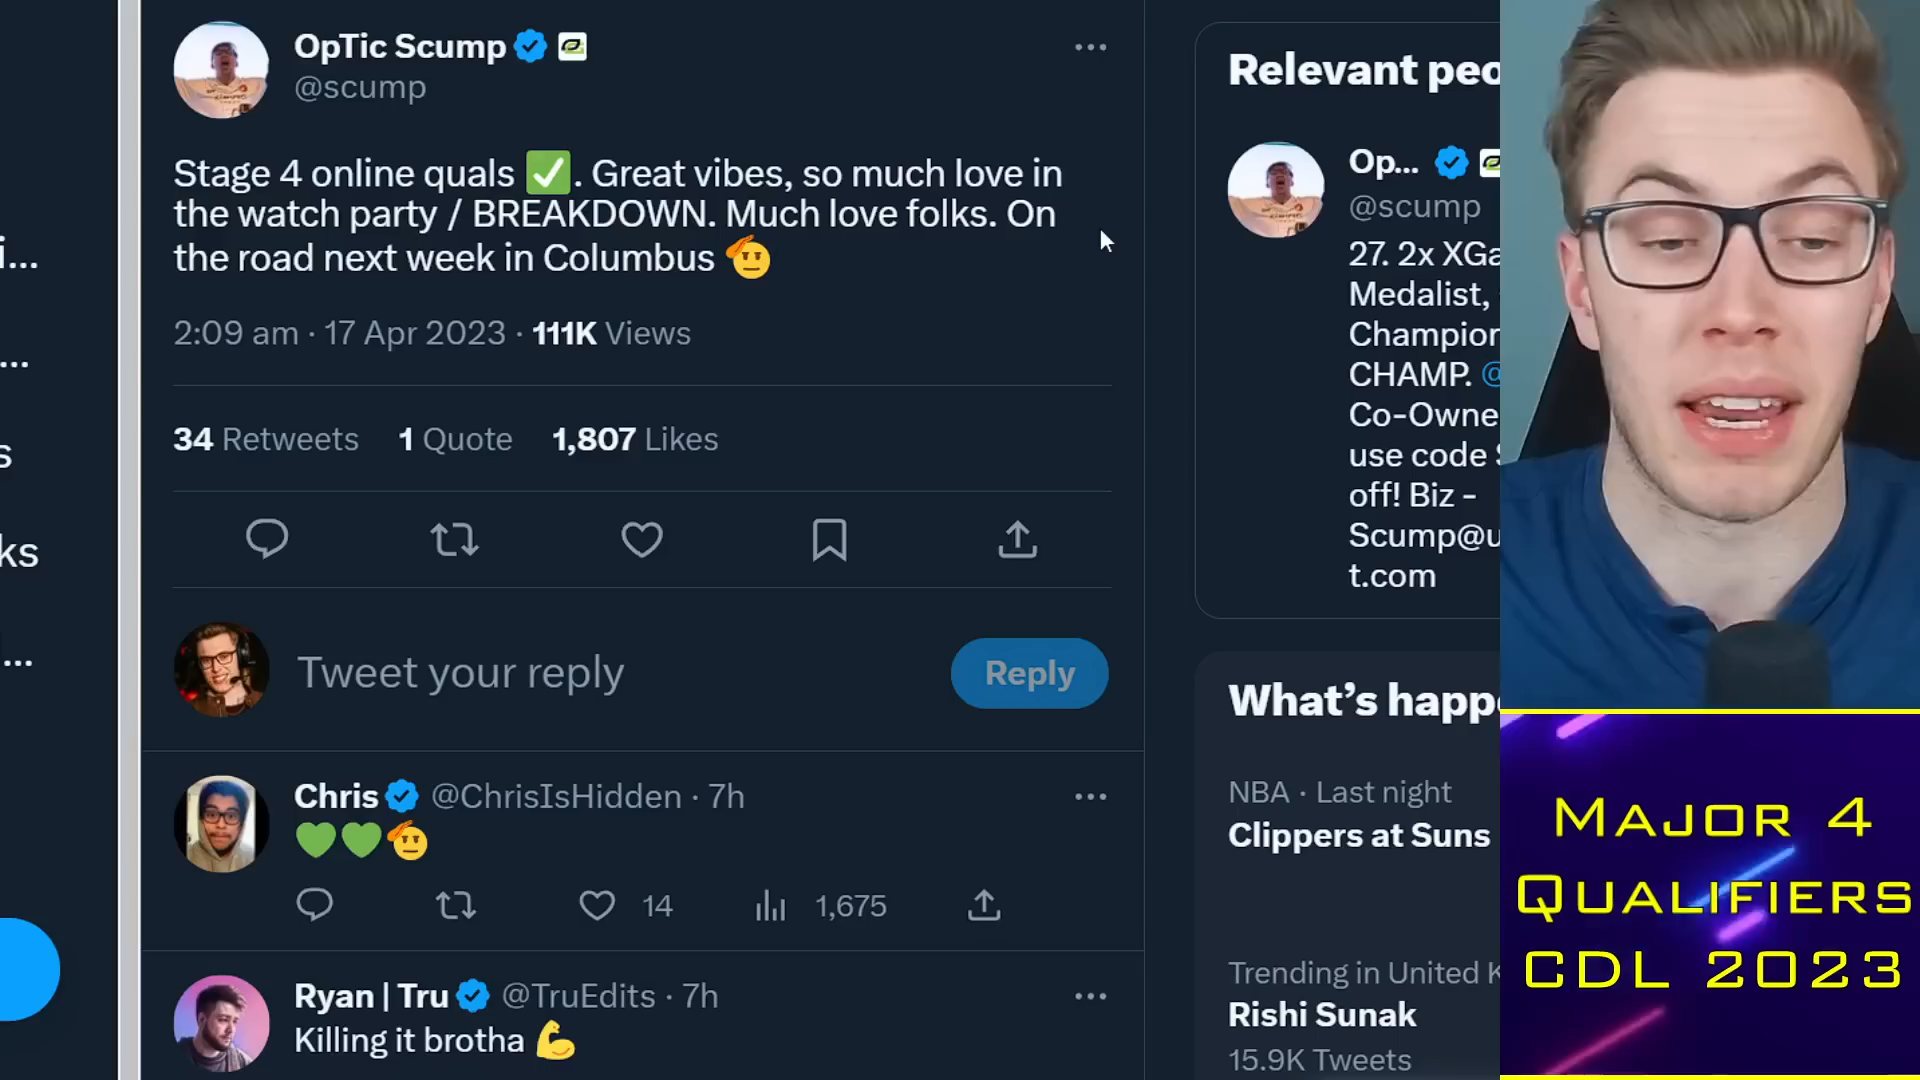 OpTic Scump
@scump
Stage 4 online quals ✅. Great vibes, so much love in
the watch party / BREAKDOWN. Much love folks. On
the road next week in Columbus 🫡
2:09 am · 17 Apr 2023 · 111K Views
34 Retweets 1 Quote 1,807 Likes
Tweet your reply
Reply
Chris @ChrisIsHidden · 7h
💚💚🫡
14 1,675
Ryan | Tru @TruEdits · 7h
Killing it brotha 💪
i...
...
s
ks
...
Relevant peo
Op...
@scump
27. 2x XGa
Medalist,
Champion
CHAMP. @
Co-Owne
use code S
off! Biz -
Scump@u
t.com
What's happe
NBA · Last night
Clippers at Suns
Trending in United K
Rishi Sunak
15.9K Tweets
Major 4
Qualifiers
CDL 2023